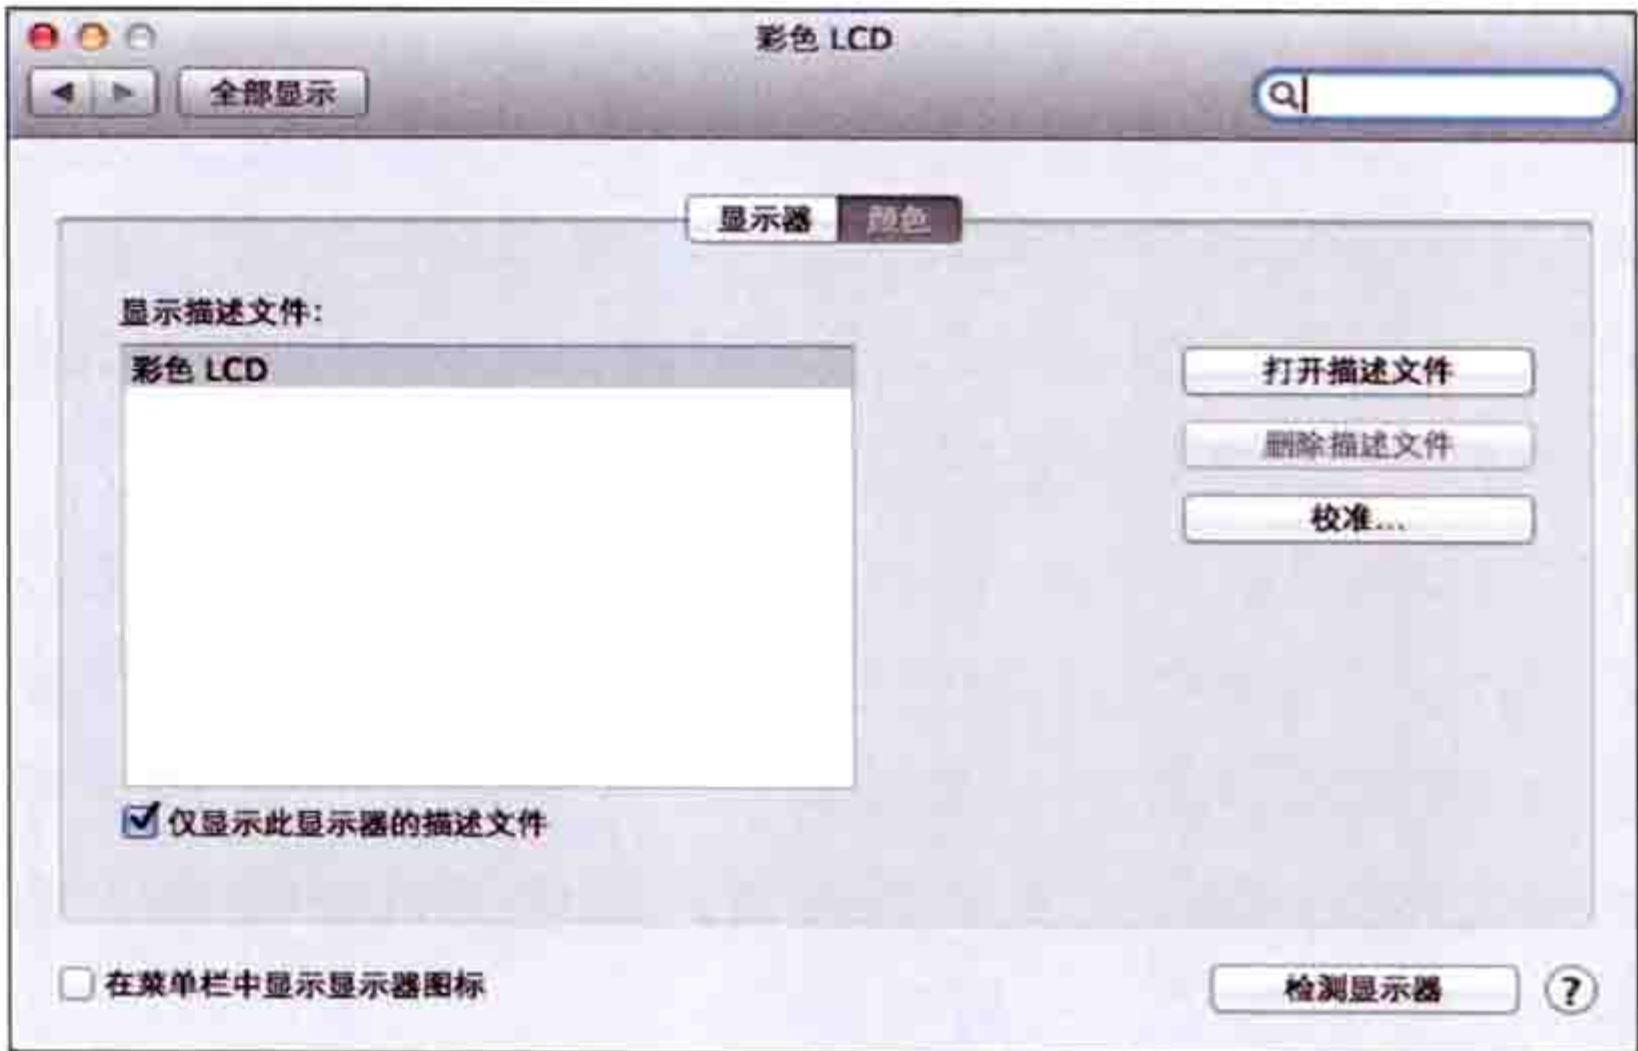 彩色 LCD
全部显示
显示器 颜色
显示描述文件:
彩色 LCD
打开描述文件
删除描述文件
校准...
仅显示此显示器的描述文件
在菜单栏中显示显示器图标
检测显示器 ?